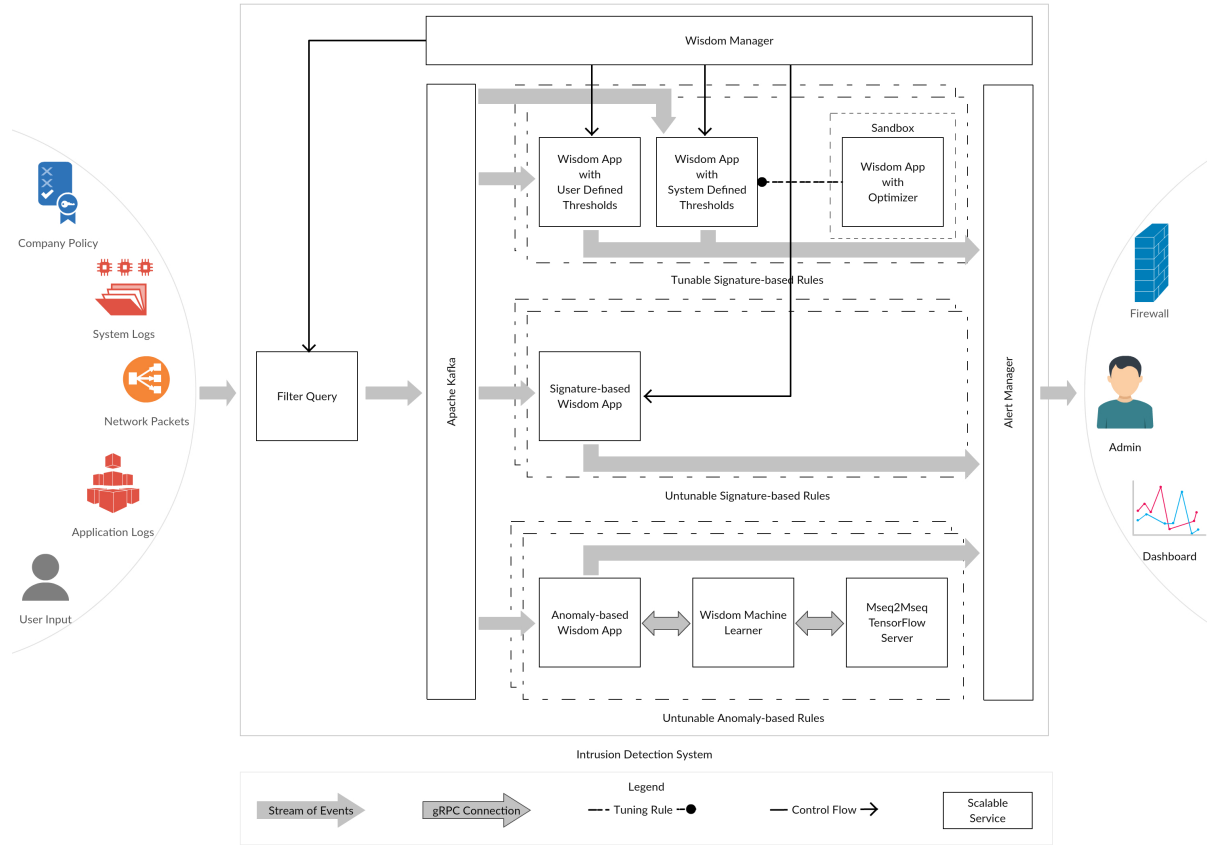 Wisdom Manager
Company Policy
System Logs
Network Packets
Application Logs
User Input
Filter Query
Apache Kafka
Wisdom App
with
User Defined
Thresholds
Wisdom App
with
System Defined
Thresholds
Sandbox
Wisdom App
with
Optimizer
Tunable Signature-based Rules
Signature-based
Wisdom App
Untunable Signature-based Rules
Anomaly-based
Wisdom App
Wisdom Machine
Learner
Mseq2Mseq
TensorFlow
Server
Untunable Anomaly-based Rules
Alert Manager
Firewall
Admin
Dashboard
Intrusion Detection System
Legend
Stream of Events
gRPC Connection
Tuning Rule
Control Flow
Scalable
Service